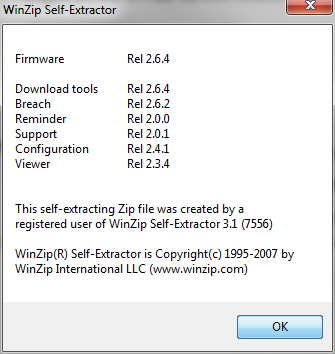 WinZip Self-Extractor
Firmware Rel 2.6.4
Download tools Rel 2.6.4
Breach Rel 2.6.2
Reminder Rel 2.0.0
Support Rel 2.0.1
Configuration Rel 2.4.1
Viewer Rel 2.3.4
This self-extracting Zip file was created by a
registered user of WinZip Self-Extractor 3.1 (7556)
WinZip(R) Self-Extractor is Copyright(c) 1995-2007 by
WinZip International LLC (www.winzip.com)
OK